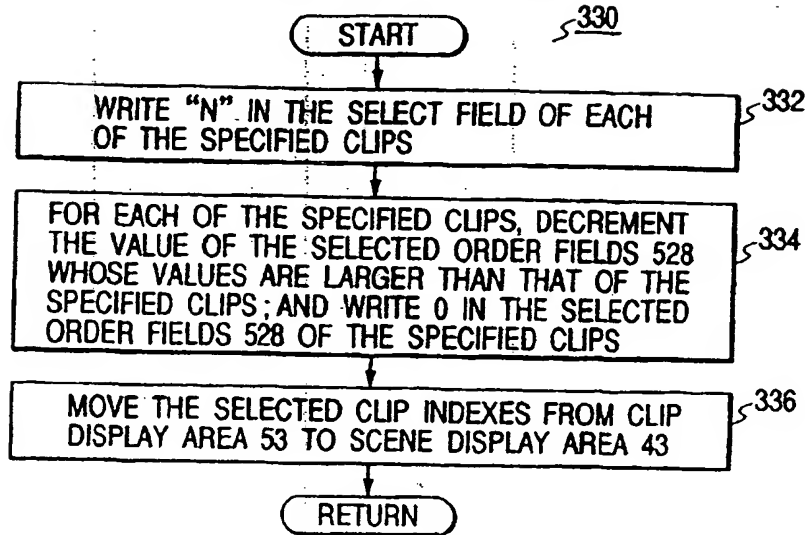 START
330
WRITE "N" IN THE SELECT FIELD OF EACH
OF THE SPECIFIED CLIPS
332
FOR EACH OF THE SPECIFIED CLIPS, DECREMENT
THE VALUE OF THE SELECTED ORDER FIELDS 528
WHOSE VALUES ARE LARGER THAN THAT OF THE
SPECIFIED CLIPS; AND WRITE 0 IN THE SELECTED
ORDER FIELDS 528 OF THE SPECIFIED CLIPS
334
MOVE THE SELECTED CLIP INDEXES FROM CLIP
DISPLAY AREA 53 TO SCENE DISPLAY AREA 43
336
RETURN